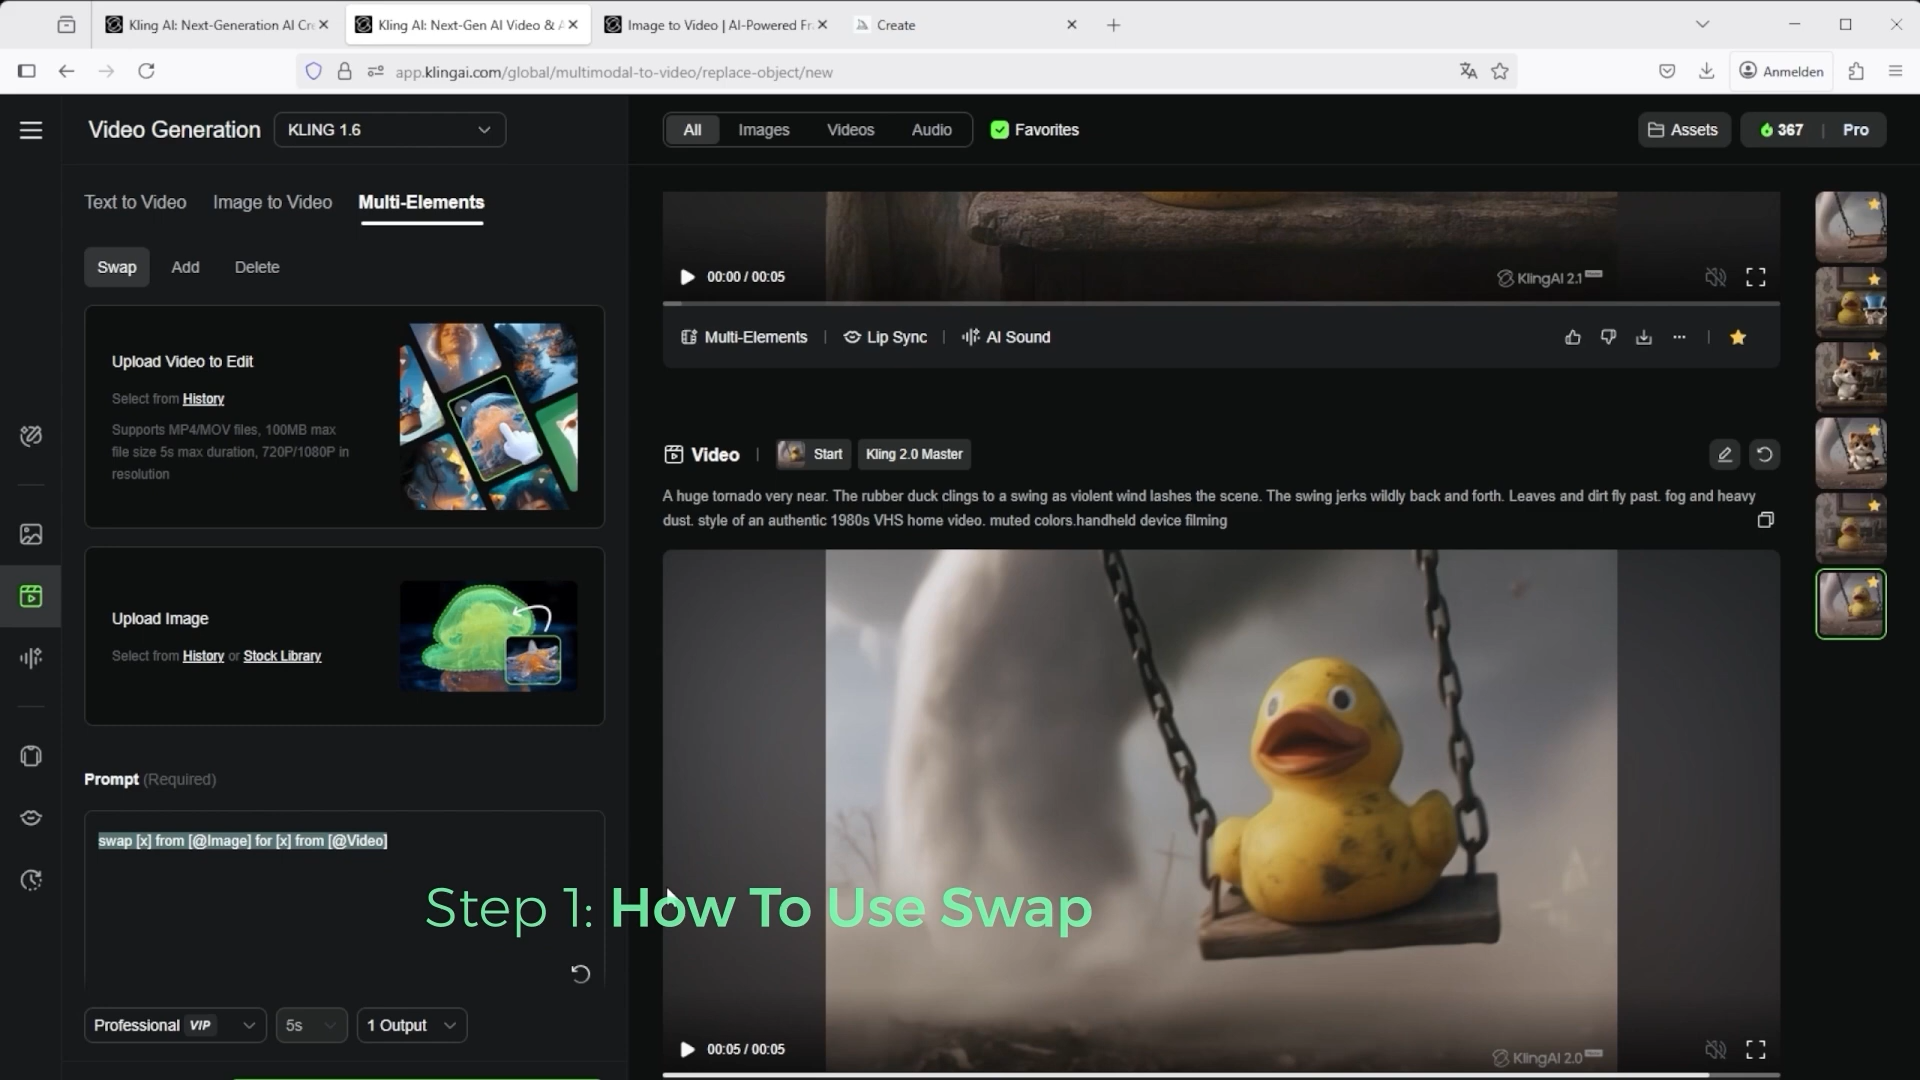 Kling AI: Next-Generation AI Cr
Kling AI: Next-Gen AI Video & A
Image to Video | AI-Powered Fr
Create
app.klingai.com/global/multimodal-to-video/replace-object/new
Anmelden
Video Generation
KLING 1.6
All
Images
Videos
Audio
Favorites
Assets
367
Pro
Text to Video
Image to Video
Multi-Elements
Swap
Add
Delete
Upload Video to Edit
Select from History
Supports MP4/MOV files, 100MB max
file size 5s max duration, 720P/1080P in
resolution
Upload Image
Select from History or Stock Library
Prompt (Required)
swap [x] from [@Image] for [x] from [@Video]
Professional VIP
5s
1 Output
00:00 / 00:05
KlingAI 2.1
Multi-Elements
Lip Sync
AI Sound
Video
Start
Kling 2.0 Master
A huge tornado very near. The rubber duck clings to a swing as violent wind lashes the scene. The swing jerks wildly back and forth. Leaves and dirt fly past. fog and heavy
dust. style of an authentic 1980s VHS home video. muted colors.handheld device filming
Step 1: How To Use Swap
00:05 / 00:05
KlingAI 2.0